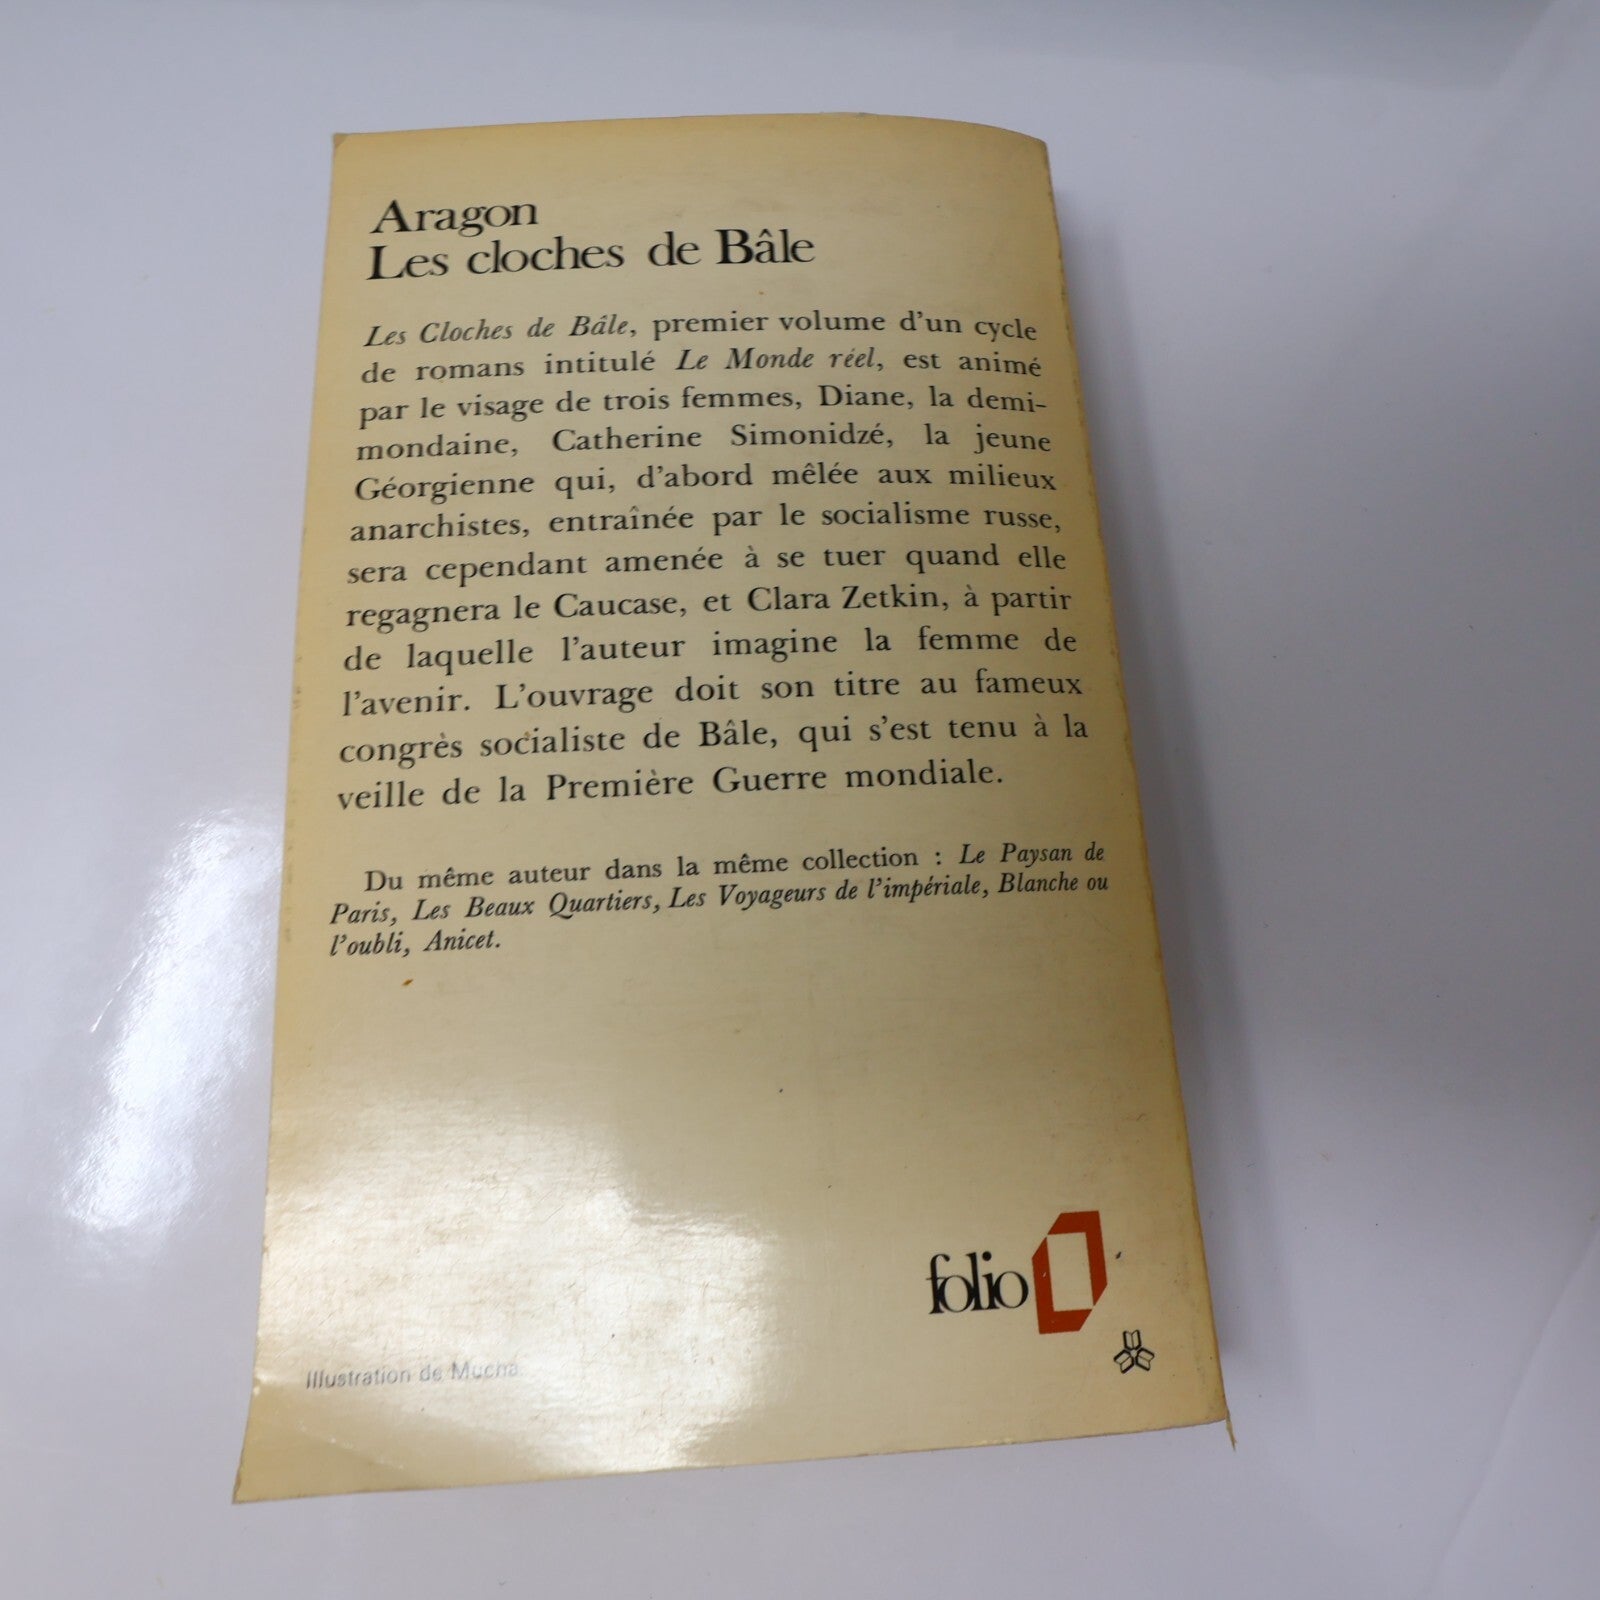 Aragon
Les cloches de Bâle
Les Cloches de Bâle, premier volume d'un cycle
de romans intitulé Le Monde réel, est animé
par le visage de trois femmes, Diane, la demi-
mondaine, Catherine Simonidzé, la jeune
Géorgienne qui, d'abord mêlée aux milieux
anarchistes, entraînée par le socialisme russe,
sera cependant amenée à se tuer quand elle
regagnera le Caucase, et Clara Zetkin, à partir
de laquelle l'auteur imagine la femme de
l'avenir. L'ouvrage doit son titre au fameux
congrès socialiste de Bâle, qui s'est tenu à la
veille de la Première Guerre mondiale.
Du même auteur dans la même collection : Le Paysan de
Paris, Les Beaux Quartiers, Les Voyageurs de l'impériale, Blanche ou
l'oubli, Anicet.
folio
Illustration de Mucha